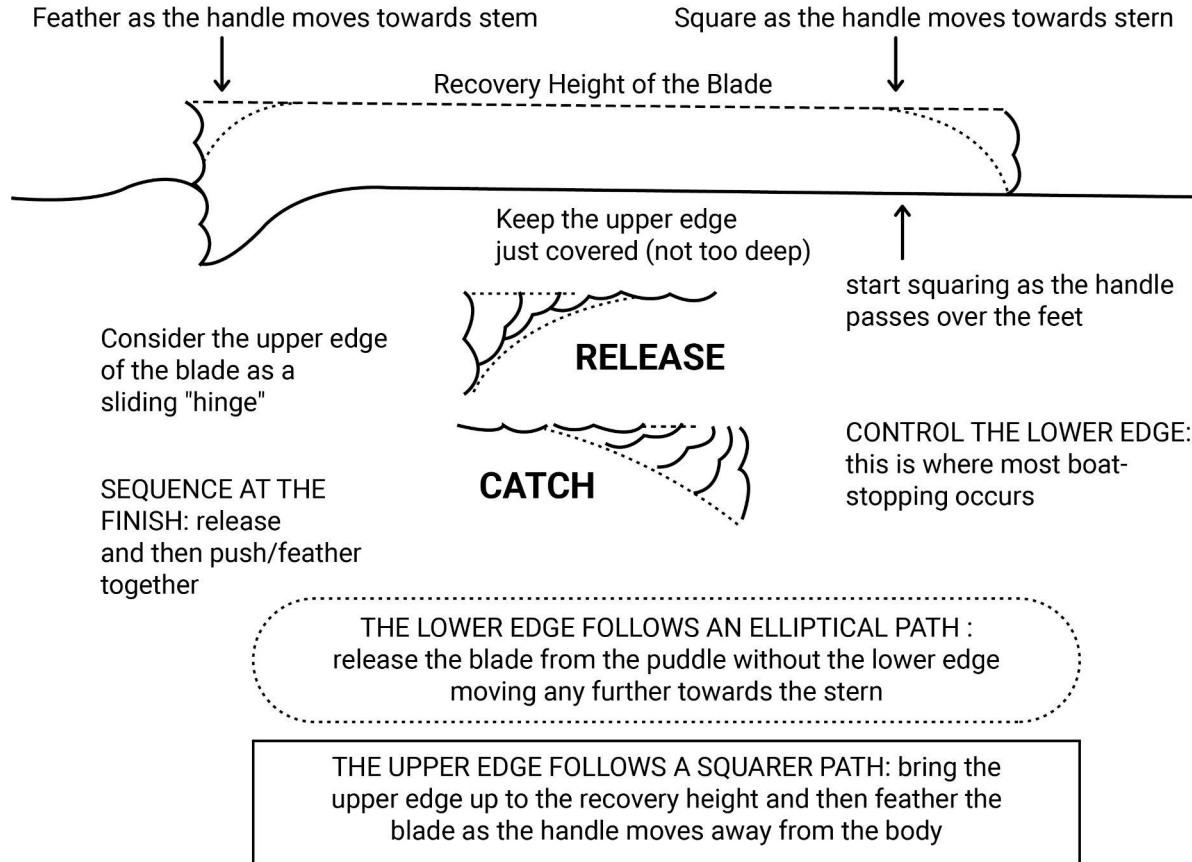 Feather as the handle moves towards stem
Square as the handle moves towards stern
Recovery Height of the Blade
Keep the upper edge
just covered (not too deep)
start squaring as the handle
passes over the feet
Consider the upper edge
of the blade as a
sliding "hinge"
RELEASE
CATCH
CONTROL THE LOWER EDGE:
this is where most boat-
stopping occurs
SEQUENCE AT THE
FINISH: release
and then push/feather
together
THE LOWER EDGE FOLLOWS AN ELLIPTICAL PATH :
release the blade from the puddle without the lower edge
moving any further towards the stern
THE UPPER EDGE FOLLOWS A SQUARER PATH: bring the
upper edge up to the recovery height and then feather the
blade as the handle moves away from the body